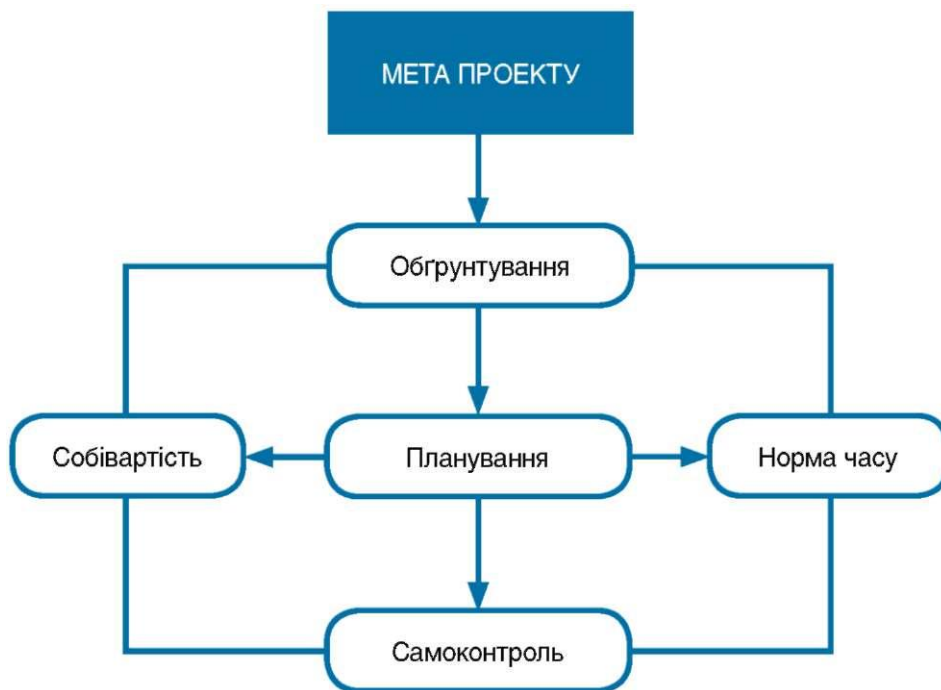 МЕТА ПРОЕКТУ
Обґрунтування
Собівартість
Планування
Норма часу
Самоконтроль